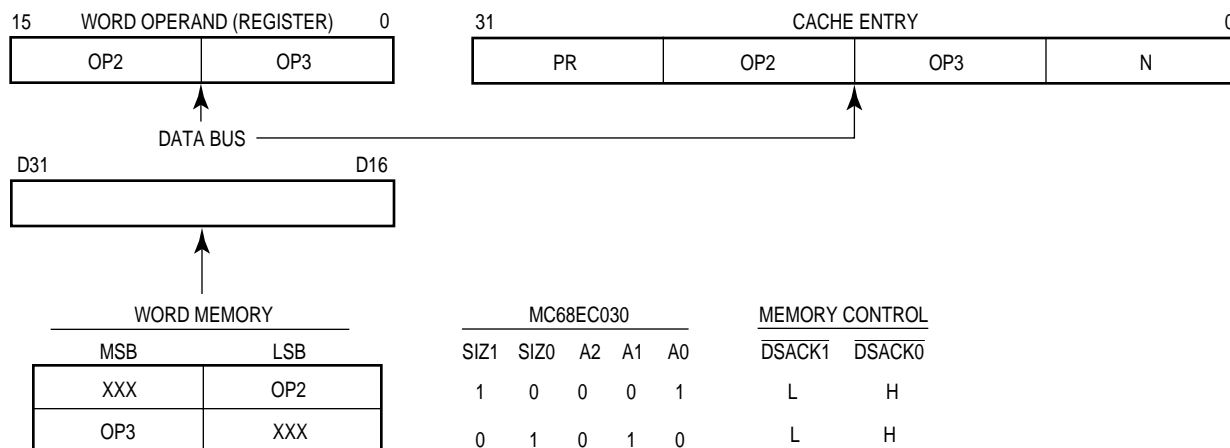 15 WORD OPERAND (REGISTER) 0
OP2 OP3
31 CACHE ENTRY 0
PR OP2 OP3 N
DATA BUS
D31 D16
WORD MEMORY
MSB LSB
XXX OP2
OP3 XXX
MC68EC030
SIZ1 SIZ0 A2 A1 A0
1 0 0 0 1
0 1 0 1 0
MEMORY CONTROL
DSACK1 DSACK0
L H
L H